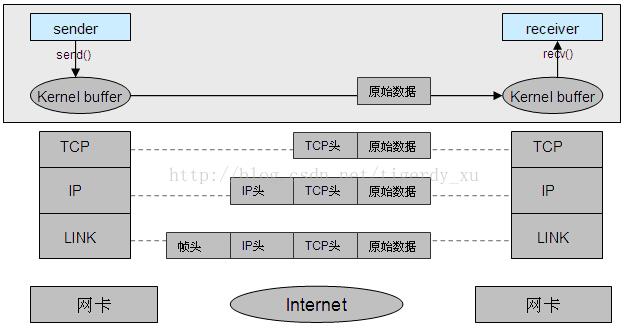 sender
receiver
send()
recv()
Kernel buffer
原始数据
Kernel buffer
TCP
TCP头
原始数据
TCP
http://blog.csdn.net/tigerdy_xu
IP
IP头
TCP头
原始数据
IP
LINK
帧头
IP头
TCP头
原始数据
LINK
网卡
Internet
网卡